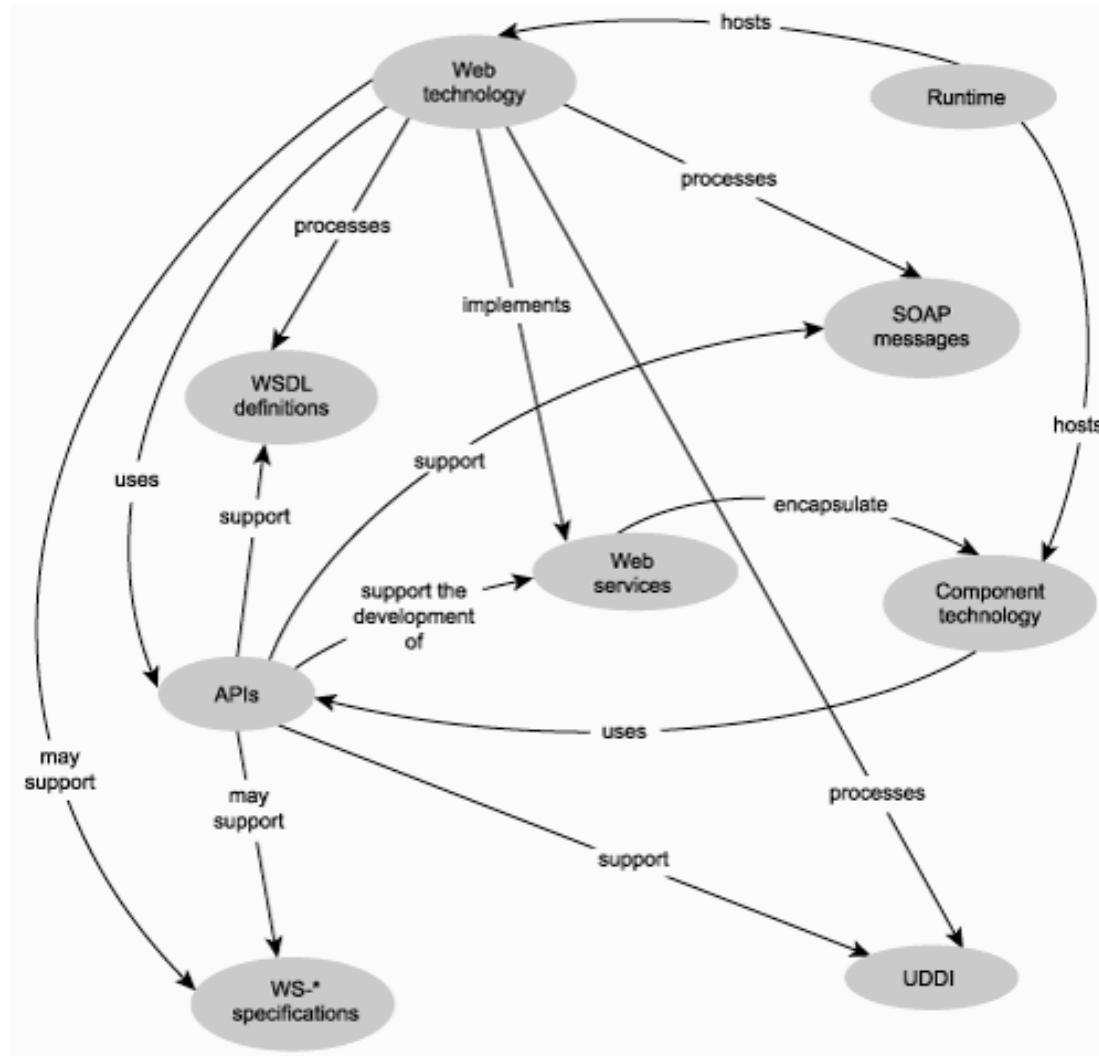 hosts
Web
technology
Runtime
processes
processes
implements
SOAP
messages
WSDL
definitions
hosts
support
uses
encapsulate
support
Web
services
support the
development
of
Component
technology
APIs
uses
may
support
may
support
processes
support
UDDI
WS-*
specifications